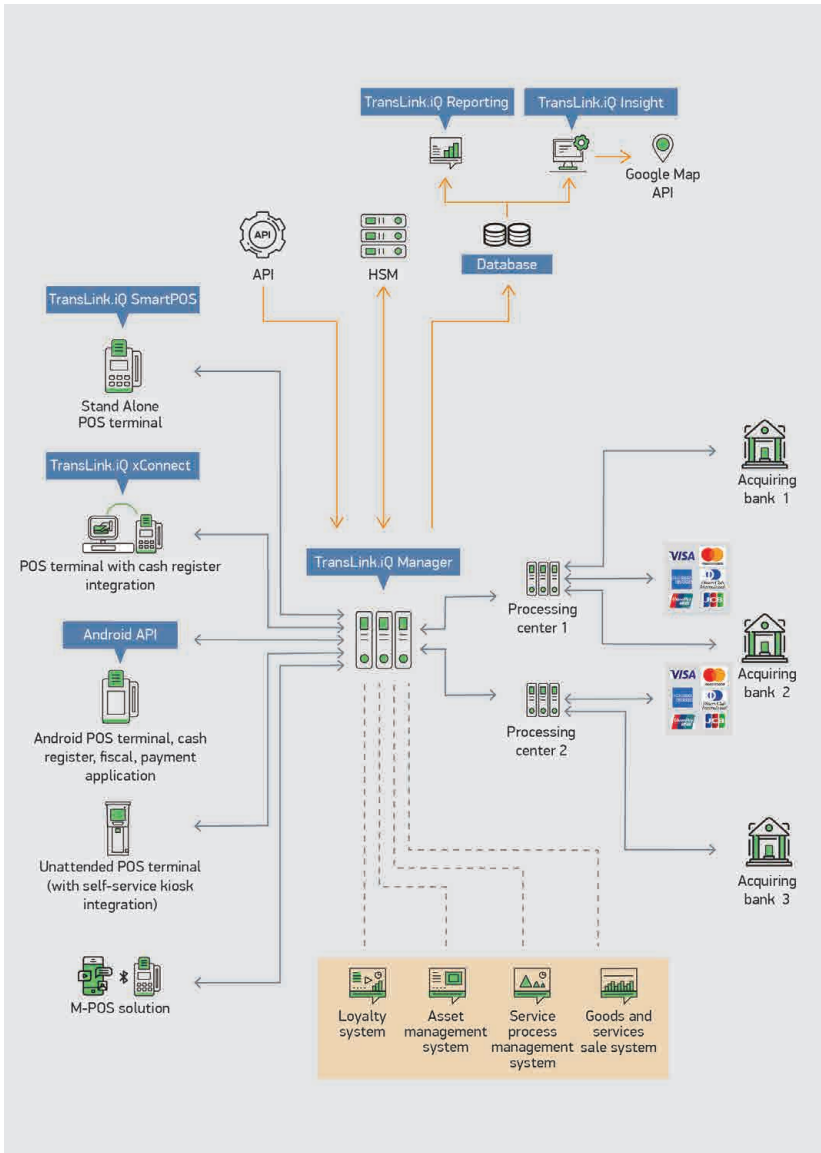 TransLink.iQ Reporting
TransLink.iQ Insight
Google Map
API
API
API
HSM
Database
TransLink.iQ SmartPOS
Stand Alone
POS terminal
TransLink.iQ xConnect
POS terminal with cash register
integration
Android API
Android POS terminal, cash
register, fiscal, payment
application
Unattended POS terminal
(with self-service kiosk
integration)
M-POS solution
TransLink.iQ Manager
Processing
center 1
Processing
center 2
Acquiring
bank 1
VISA
JCB
Acquiring
bank 2
VISA
JCB
Acquiring
bank 3
Loyalty
system
Asset
management
system
Service
process
management
system
Goods and
services
sale system